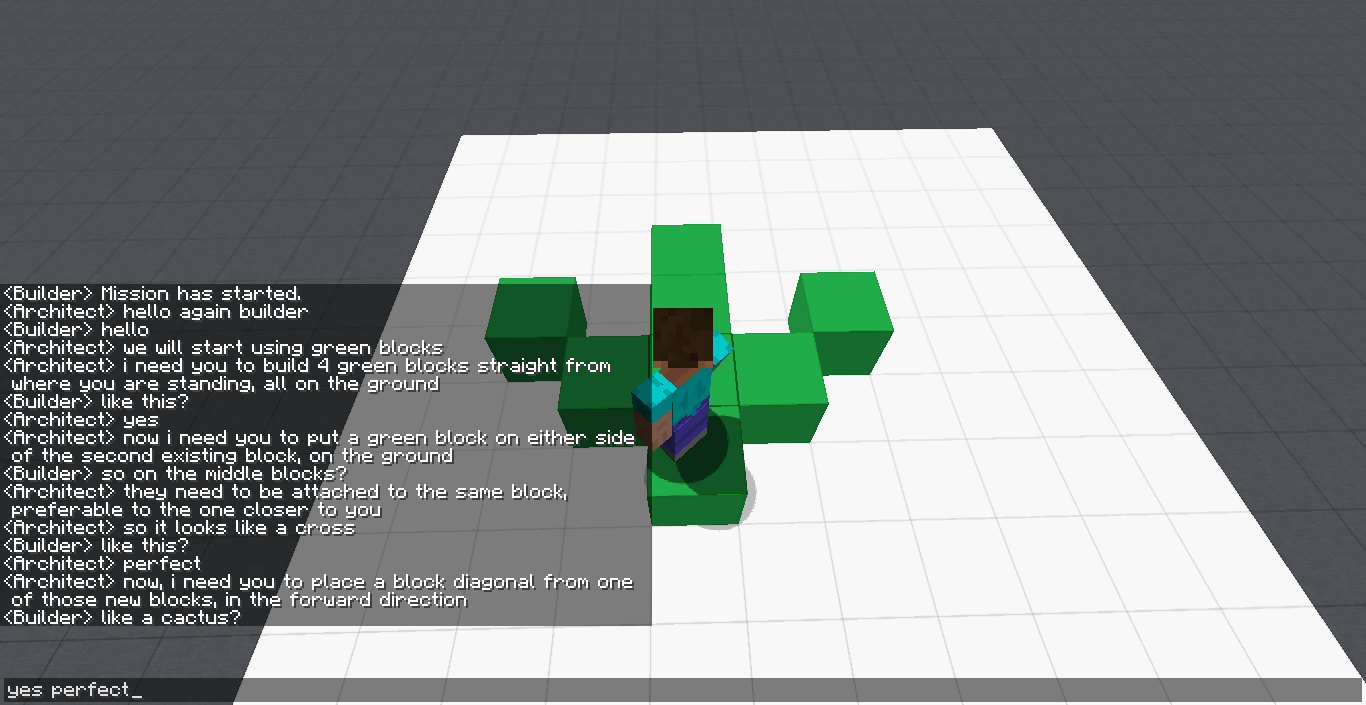 <Builder> Mission has started.
<Architect> hello again builder
<Builder> hello
<Architect> we will start using green blocks
<Architect> i need you to build 4 green blocks straight from
where you are standing, all on the ground
<Builder> like this?
<Architect> yes
<Architect> now i need you to put a green block on either side
of the second existing block, on the ground
<Builder> so on the middle blocks?
<Architect> they need to be attached to the same block,
preferable to the one closer to you
<Architect> so it looks like a cross
<Builder> like this?
<Architect> perfect
<Architect> now, i need you to place a block diagonal from one
of those new blocks, in the forward direction
<Builder> like a cactus?
yes perfect_